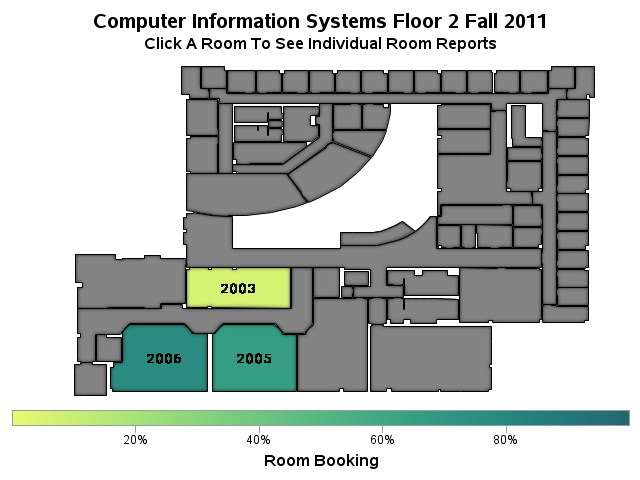 Computer Information Systems Floor 2 Fall 2011
Click A Room To See Individual Room Reports
2003
2006 2005
20% 40% 60% 80%
Room Booking